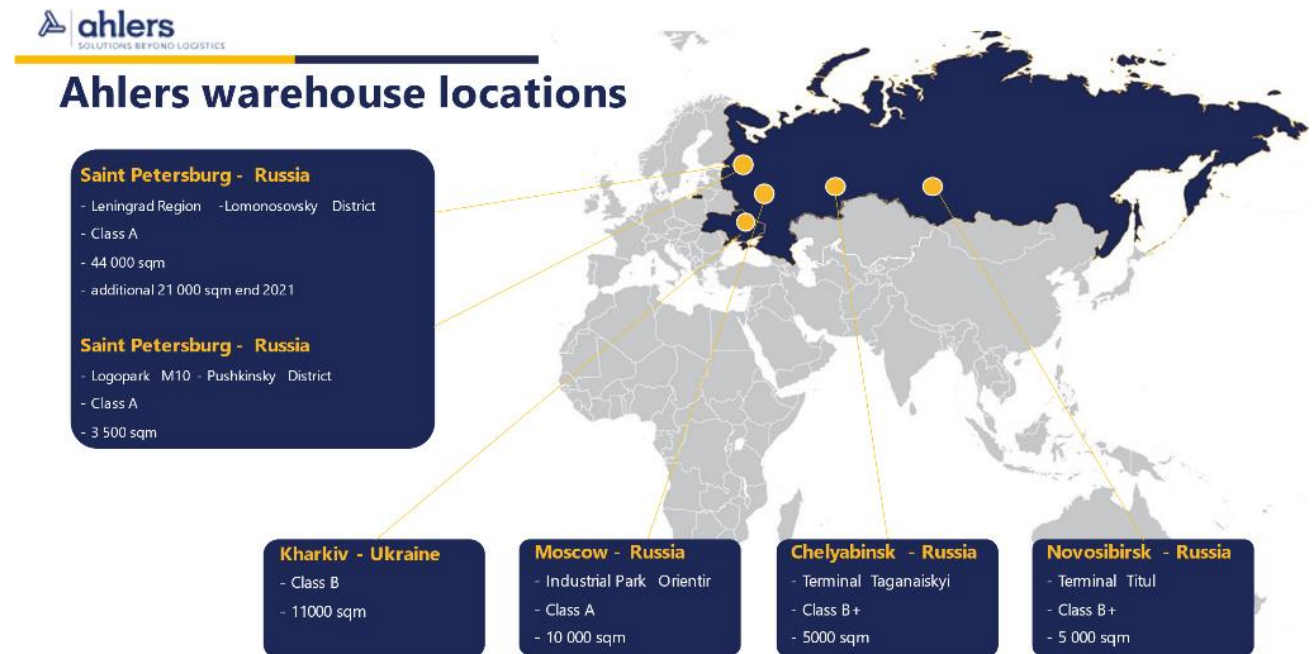 ahlers
SOLUTIONS BEYOND LOGISTICS
Ahlers warehouse locations
Saint Petersburg - Russia
- Leningrad Region -Lomonosovsky District
- Class A
- 44 000 sqm
- additional 21 000 sqm end 2021
Saint Petersburg - Russia
- Logopark M10 - Pushkinsky District
- Class A
- 3 500 sqm
Kharkiv - Ukraine
- Class B
- 11000 sqm
Moscow - Russia
- Industrial Park Orientir
- Class A
- 10 000 sqm
Chelyabinsk - Russia
- Terminal Taganaiskyi
- Class B+
- 5000 sqm
Novosibirsk - Russia
- Terminal Titul
- Class B+
- 5 000 sqm